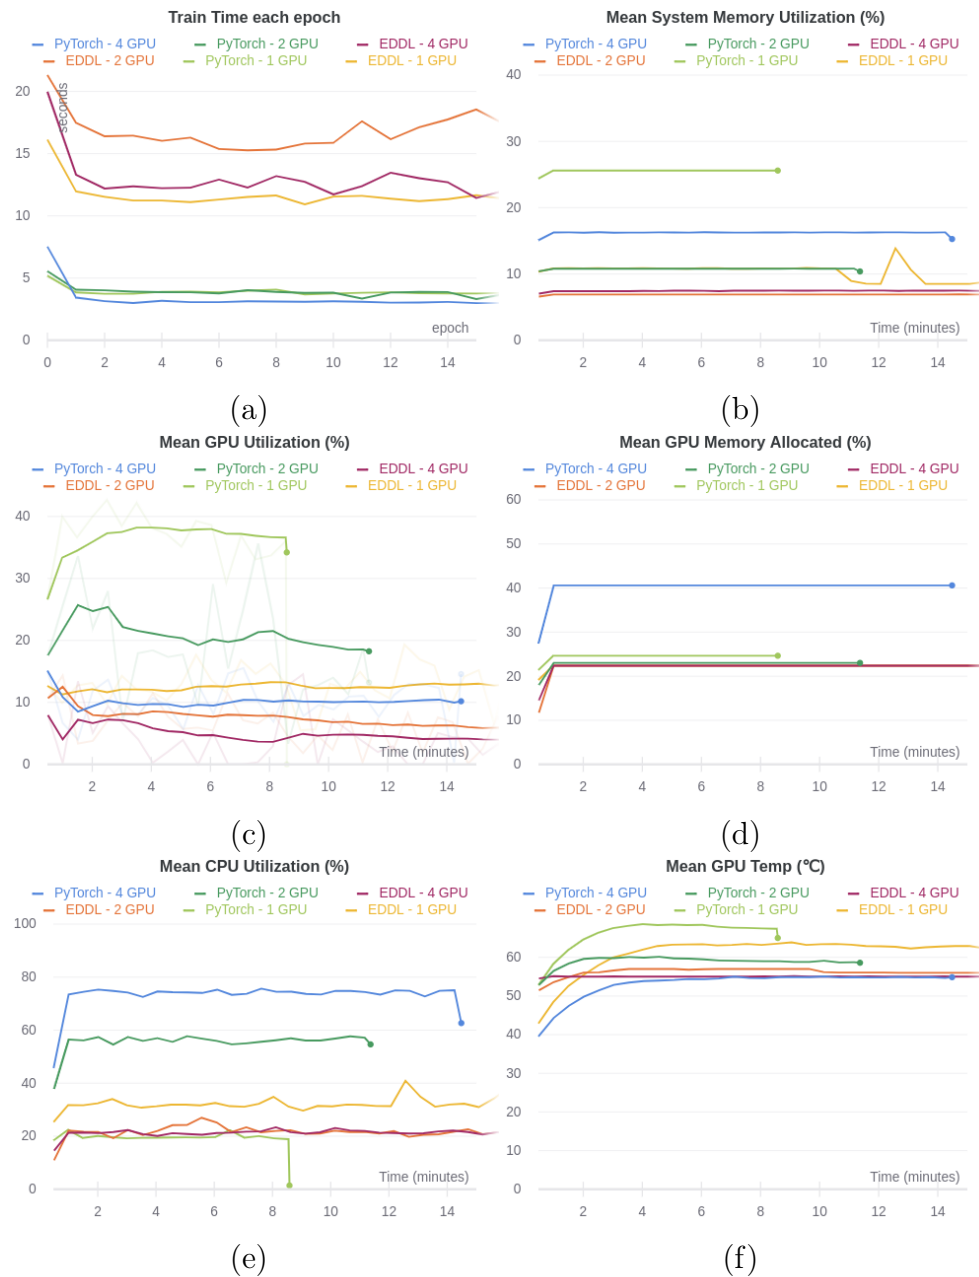 Train Time each epoch
PyTorch - 4 GPU PyTorch - 2 GPU EDDL - 4 GPU
EDDL - 2 GPU PyTorch - 1 GPU EDDL - 1 GPU
seconds
20
15
10
5
0
epoch
0 2 4 6 8 10 12 14
(a)
Mean System Memory Utilization (%)
PyTorch - 4 GPU PyTorch - 2 GPU EDDL - 4 GPU
EDDL - 2 GPU PyTorch - 1 GPU EDDL - 1 GPU
40
30
20
10
0
Time (minutes)
2 4 6 8 10 12 14
(b)
Mean GPU Utilization (%)
PyTorch - 4 GPU PyTorch - 2 GPU EDDL - 4 GPU
EDDL - 2 GPU PyTorch - 1 GPU EDDL - 1 GPU
40
30
20
10
0
Time (minutes)
2 4 6 8 10 12 14
(c)
Mean GPU Memory Allocated (%)
PyTorch - 4 GPU PyTorch - 2 GPU EDDL - 4 GPU
EDDL - 2 GPU PyTorch - 1 GPU EDDL - 1 GPU
60
50
40
30
20
10
0
Time (minutes)
2 4 6 8 10 12 14
(d)
Mean CPU Utilization (%)
PyTorch - 4 GPU PyTorch - 2 GPU EDDL - 4 GPU
EDDL - 2 GPU PyTorch - 1 GPU EDDL - 1 GPU
100
80
60
40
20
0
Time (minutes)
2 4 6 8 10 12 14
(e)
Mean GPU Temp (℃)
PyTorch - 4 GPU PyTorch - 2 GPU EDDL - 4 GPU
EDDL - 2 GPU PyTorch - 1 GPU EDDL - 1 GPU
60
50
40
30
20
10
0
Time (minutes)
2 4 6 8 10 12 14
(f)